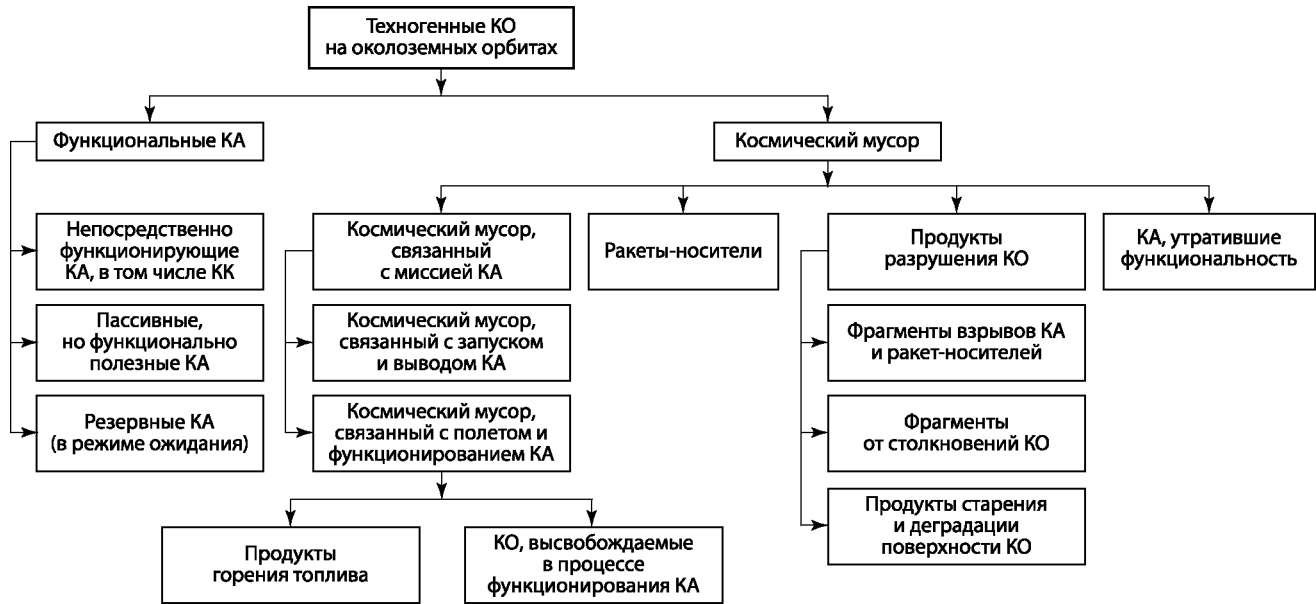 Техногенные КО
на околоземных орбитах
Функциональные КА
Космический мусор
Непосредственно
функционирующие
КА, в том числе КК
Космический мусор,
связанный
с миссией КА
Ракеты-носители
Продукты
разрушения КО
КА, утратившие
функциональность
Пассивные,
но функционально
полезные КА
Космический мусор,
связанный с запуском
и выводом КА
Фрагменты взрывов КА
и ракет-носителей
Резервные КА
(в режиме ожидания)
Космический мусор,
связанный с полетом и
функционированием КА
Фрагменты
от столкновений КО
Продукты старения
и деградации
поверхности КО
Продукты
горения топлива
КО, высвобождаемые
в процессе
функционирования КА